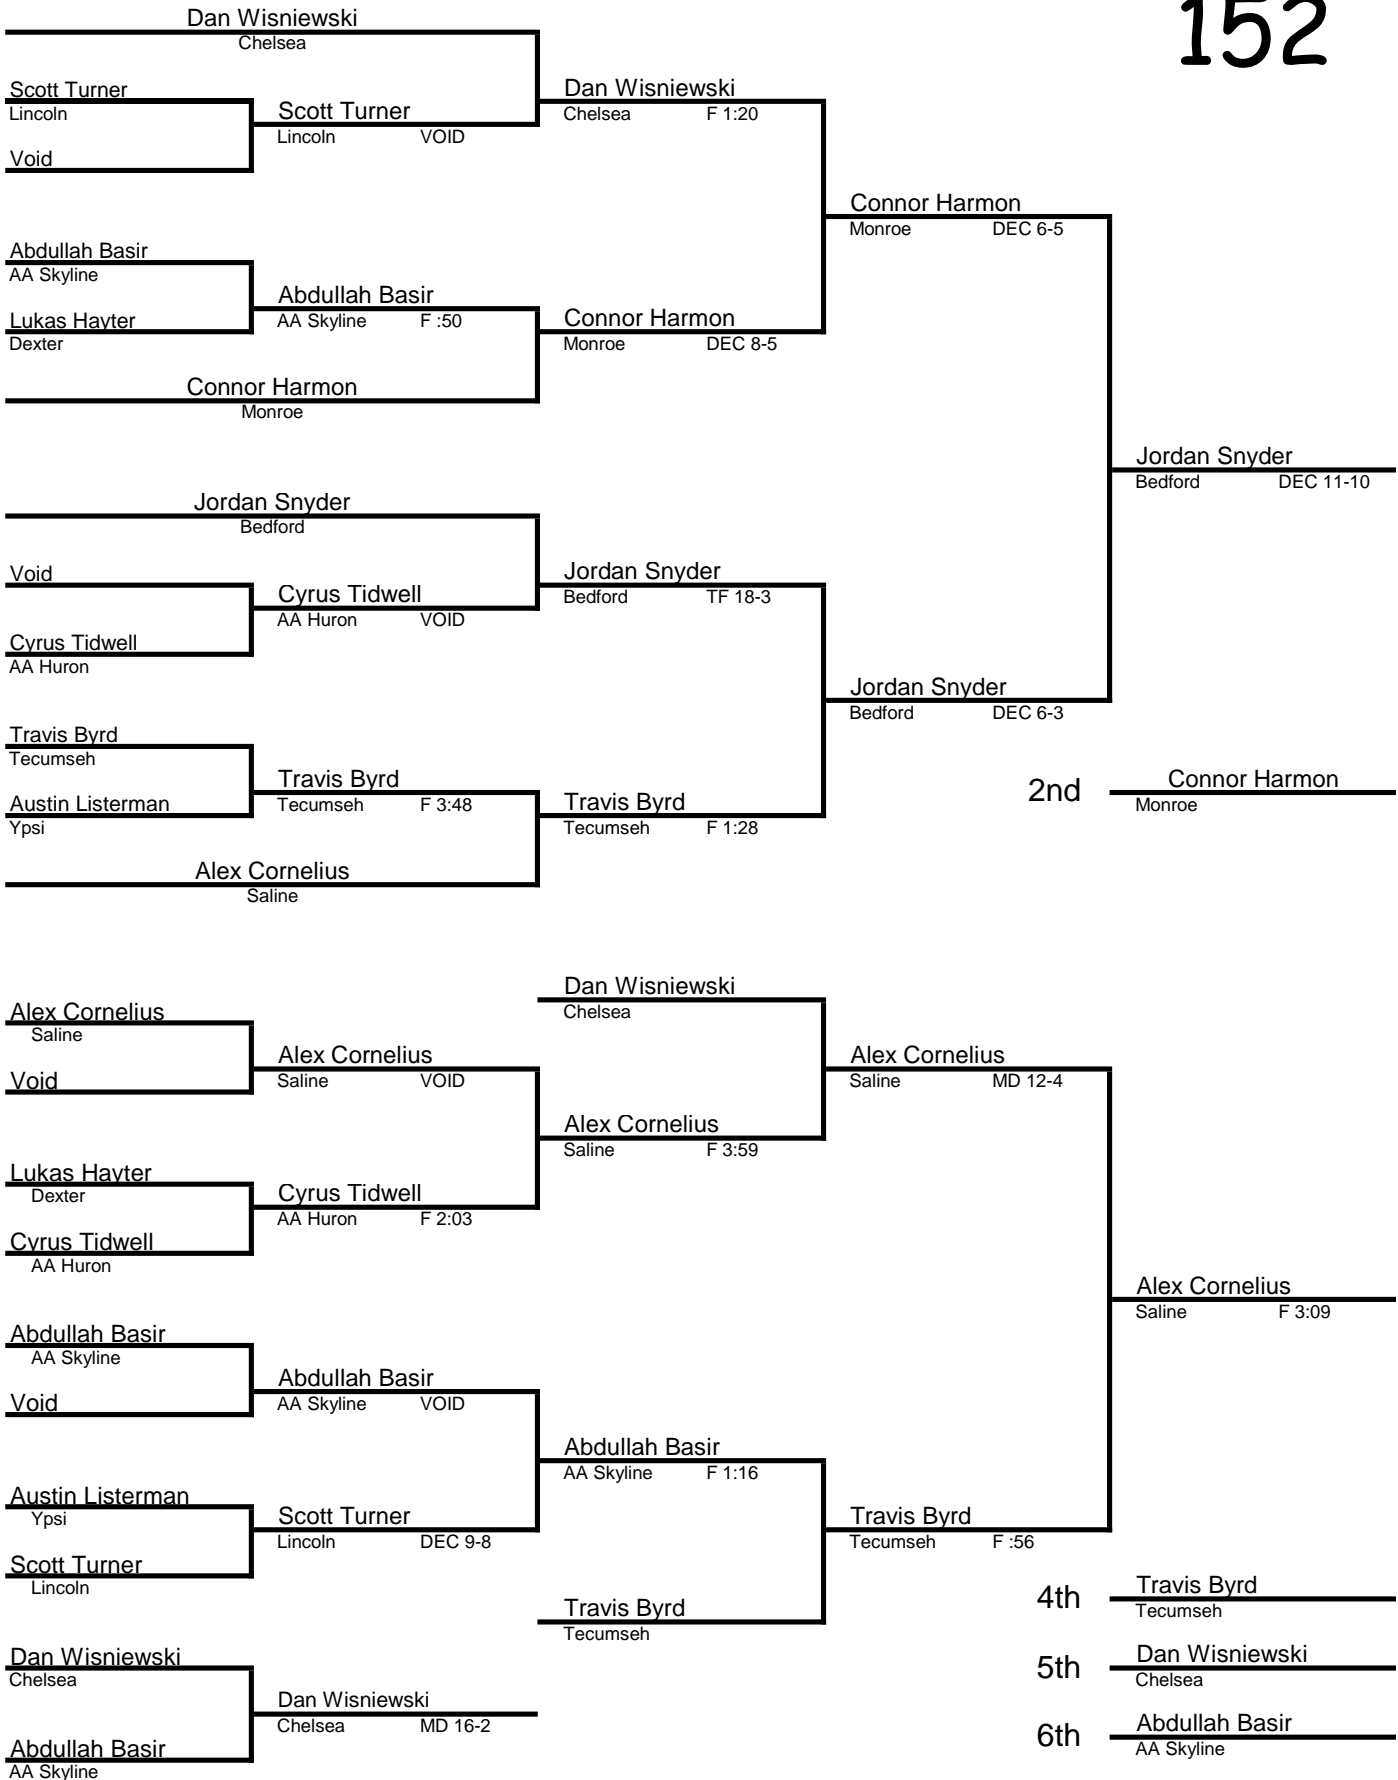 152
Dan Wisniewski
Chelsea
Scott Turner
Lincoln
Void
Scott Turner
Lincoln VOID
Dan Wisniewski
Chelsea F 1:20
Abdullah Basir
AA Skyline
Lukas Hayter
Dexter
Abdullah Basir
AA Skyline F :50
Connor Harmon
Monroe
Connor Harmon
Monroe DEC 8-5
Connor Harmon
Monroe DEC 6-5
Jordan Snyder
Bedford
Void
Cyrus Tidwell
AA Huron
Cyrus Tidwell
AA Huron VOID
Jordan Snyder
Bedford TF 18-3
Travis Byrd
Tecumseh
Austin Listerman
Ypsi
Travis Byrd
Tecumseh F 3:48
Alex Cornelius
Saline
Travis Byrd
Tecumseh F 1:28
Jordan Snyder
Bedford DEC 6-3
Jordan Snyder
Bedford DEC 11-10
2nd Connor Harmon
Monroe
Alex Cornelius
Saline
Void
Alex Cornelius
Saline VOID
Lukas Hayter
Dexter
Cyrus Tidwell
AA Huron
Cyrus Tidwell
AA Huron F 2:03
Dan Wisniewski
Chelsea
Alex Cornelius
Saline F 3:59
Alex Cornelius
Saline MD 12-4
Abdullah Basir
AA Skyline
Void
Abdullah Basir
AA Skyline VOID
Austin Listerman
Ypsi
Scott Turner
Lincoln
Scott Turner
Lincoln DEC 9-8
Abdullah Basir
AA Skyline F 1:16
Travis Byrd
Tecumseh
Travis Byrd
Tecumseh F :56
Alex Cornelius
Saline F 3:09
Dan Wisniewski
Chelsea
Abdullah Basir
AA Skyline
Dan Wisniewski
Chelsea MD 16-2
4th Travis Byrd
Tecumseh
5th Dan Wisniewski
Chelsea
6th Abdullah Basir
AA Skyline